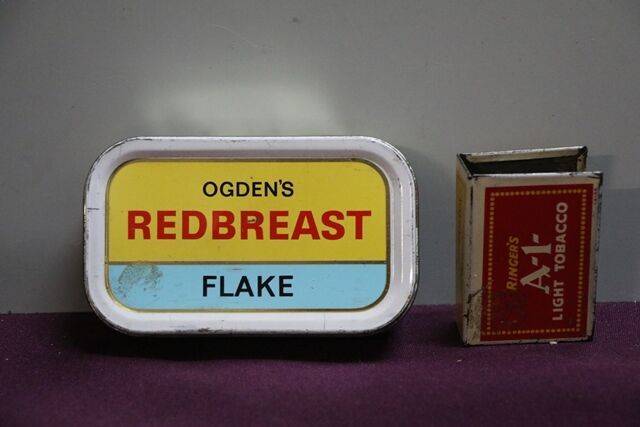 OGDEN'S
REDBREAST
FLAKE
RINGER'S
A-1-
LIGHT TOBACCO